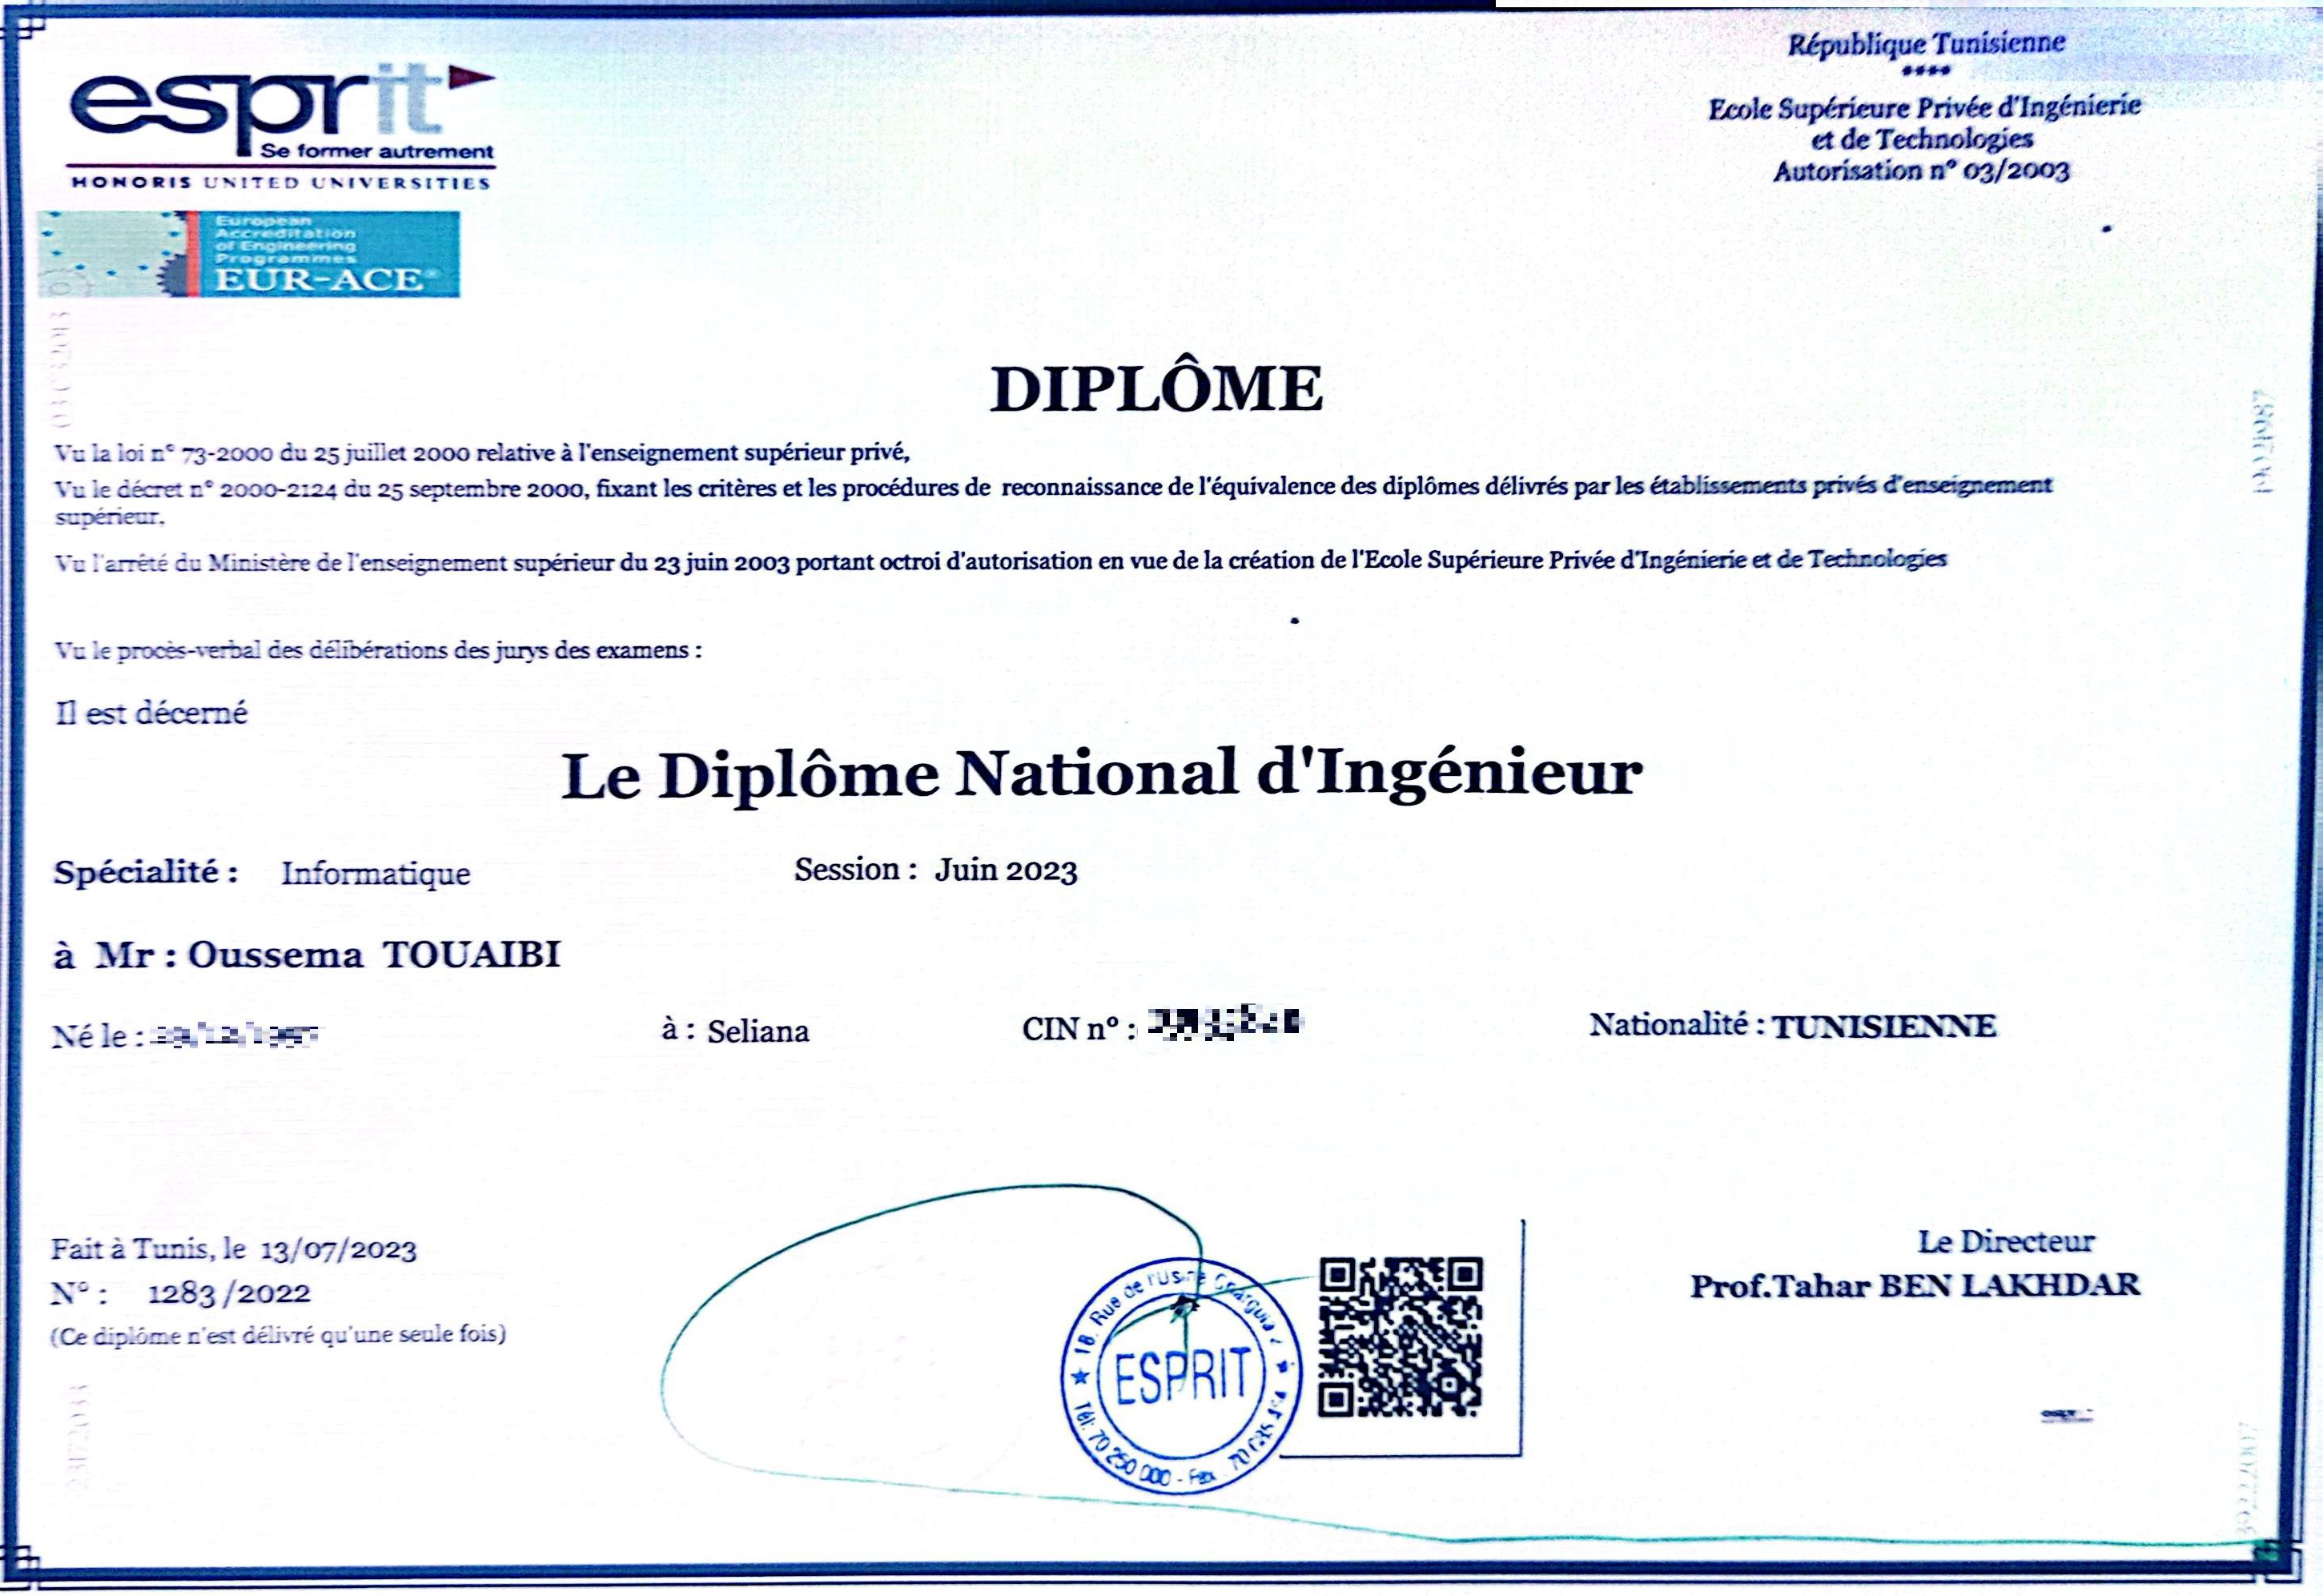 esprit
Se former autrement
HONORIS UNITED UNIVERSITIES
European
Accreditation
of Engineering
Programmes
EUR-ACE®
République Tunisienne
****
Ecole Supérieure Privée d'Ingénierie
et de Technologies
Autorisation n° 03/2003
DIPLÔME
Vu la loi n° 73-2000 du 25 juillet 2000 relative à l'enseignement supérieur privé,
Vu le décret n° 2000-2124 du 25 septembre 2000, fixant les critères et les procédures de reconnaissance de l'équivalence des diplômes délivrés par les établissements privés d'enseignement
supérieur.
Vu l'arrêté du Ministère de l'enseignement supérieur du 23 juin 2003 portant octroi d'autorisation en vue de la création de l'Ecole Supérieure Privée d'Ingénierie et de Technologies
Vu le procès-verbal des délibérations des jurys des examens :
Il est décerné
Le Diplôme National d'Ingénieur
Spécialité : Informatique Session : Juin 2023
à Mr : Oussema TOUAIBI
Né le : à : Seliana CIN n° : Nationalité : TUNISIENNE
Fait à Tunis, le 13/07/2023
N° : 1283 /2022
(Ce diplôme n'est délivré qu'une seule fois)
18, Rue de l'Usine Charguia 2
ESPRIT
Tél: 70 250 000 - Fax
Le Directeur
Prof.Tahar BEN LAKHDAR